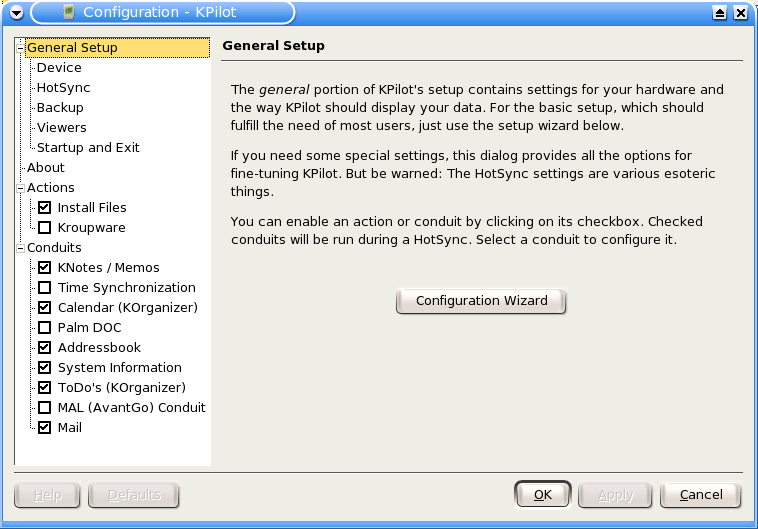 Configuration - KPilot
General Setup
Device
HotSync
Backup
Viewers
Startup and Exit
About
Actions
Install Files
Kroupware
Conduits
KNotes / Memos
Time Synchronization
Calendar (KOrganizer)
Palm DOC
Addressbook
System Information
ToDo's (KOrganizer)
MAL (AvantGo) Conduit
Mail
General Setup
The general portion of KPilot's setup contains settings for your hardware and
the way KPilot should display your data. For the basic setup, which should
fulfill the need of most users, just use the setup wizard below.
If you need some special settings, this dialog provides all the options for
fine-tuning KPilot. But be warned: The HotSync settings are various esoteric
things.
You can enable an action or conduit by clicking on its checkbox. Checked
conduits will be run during a HotSync. Select a conduit to configure it.
Configuration Wizard
Help
Defaults
OK
Apply
Cancel